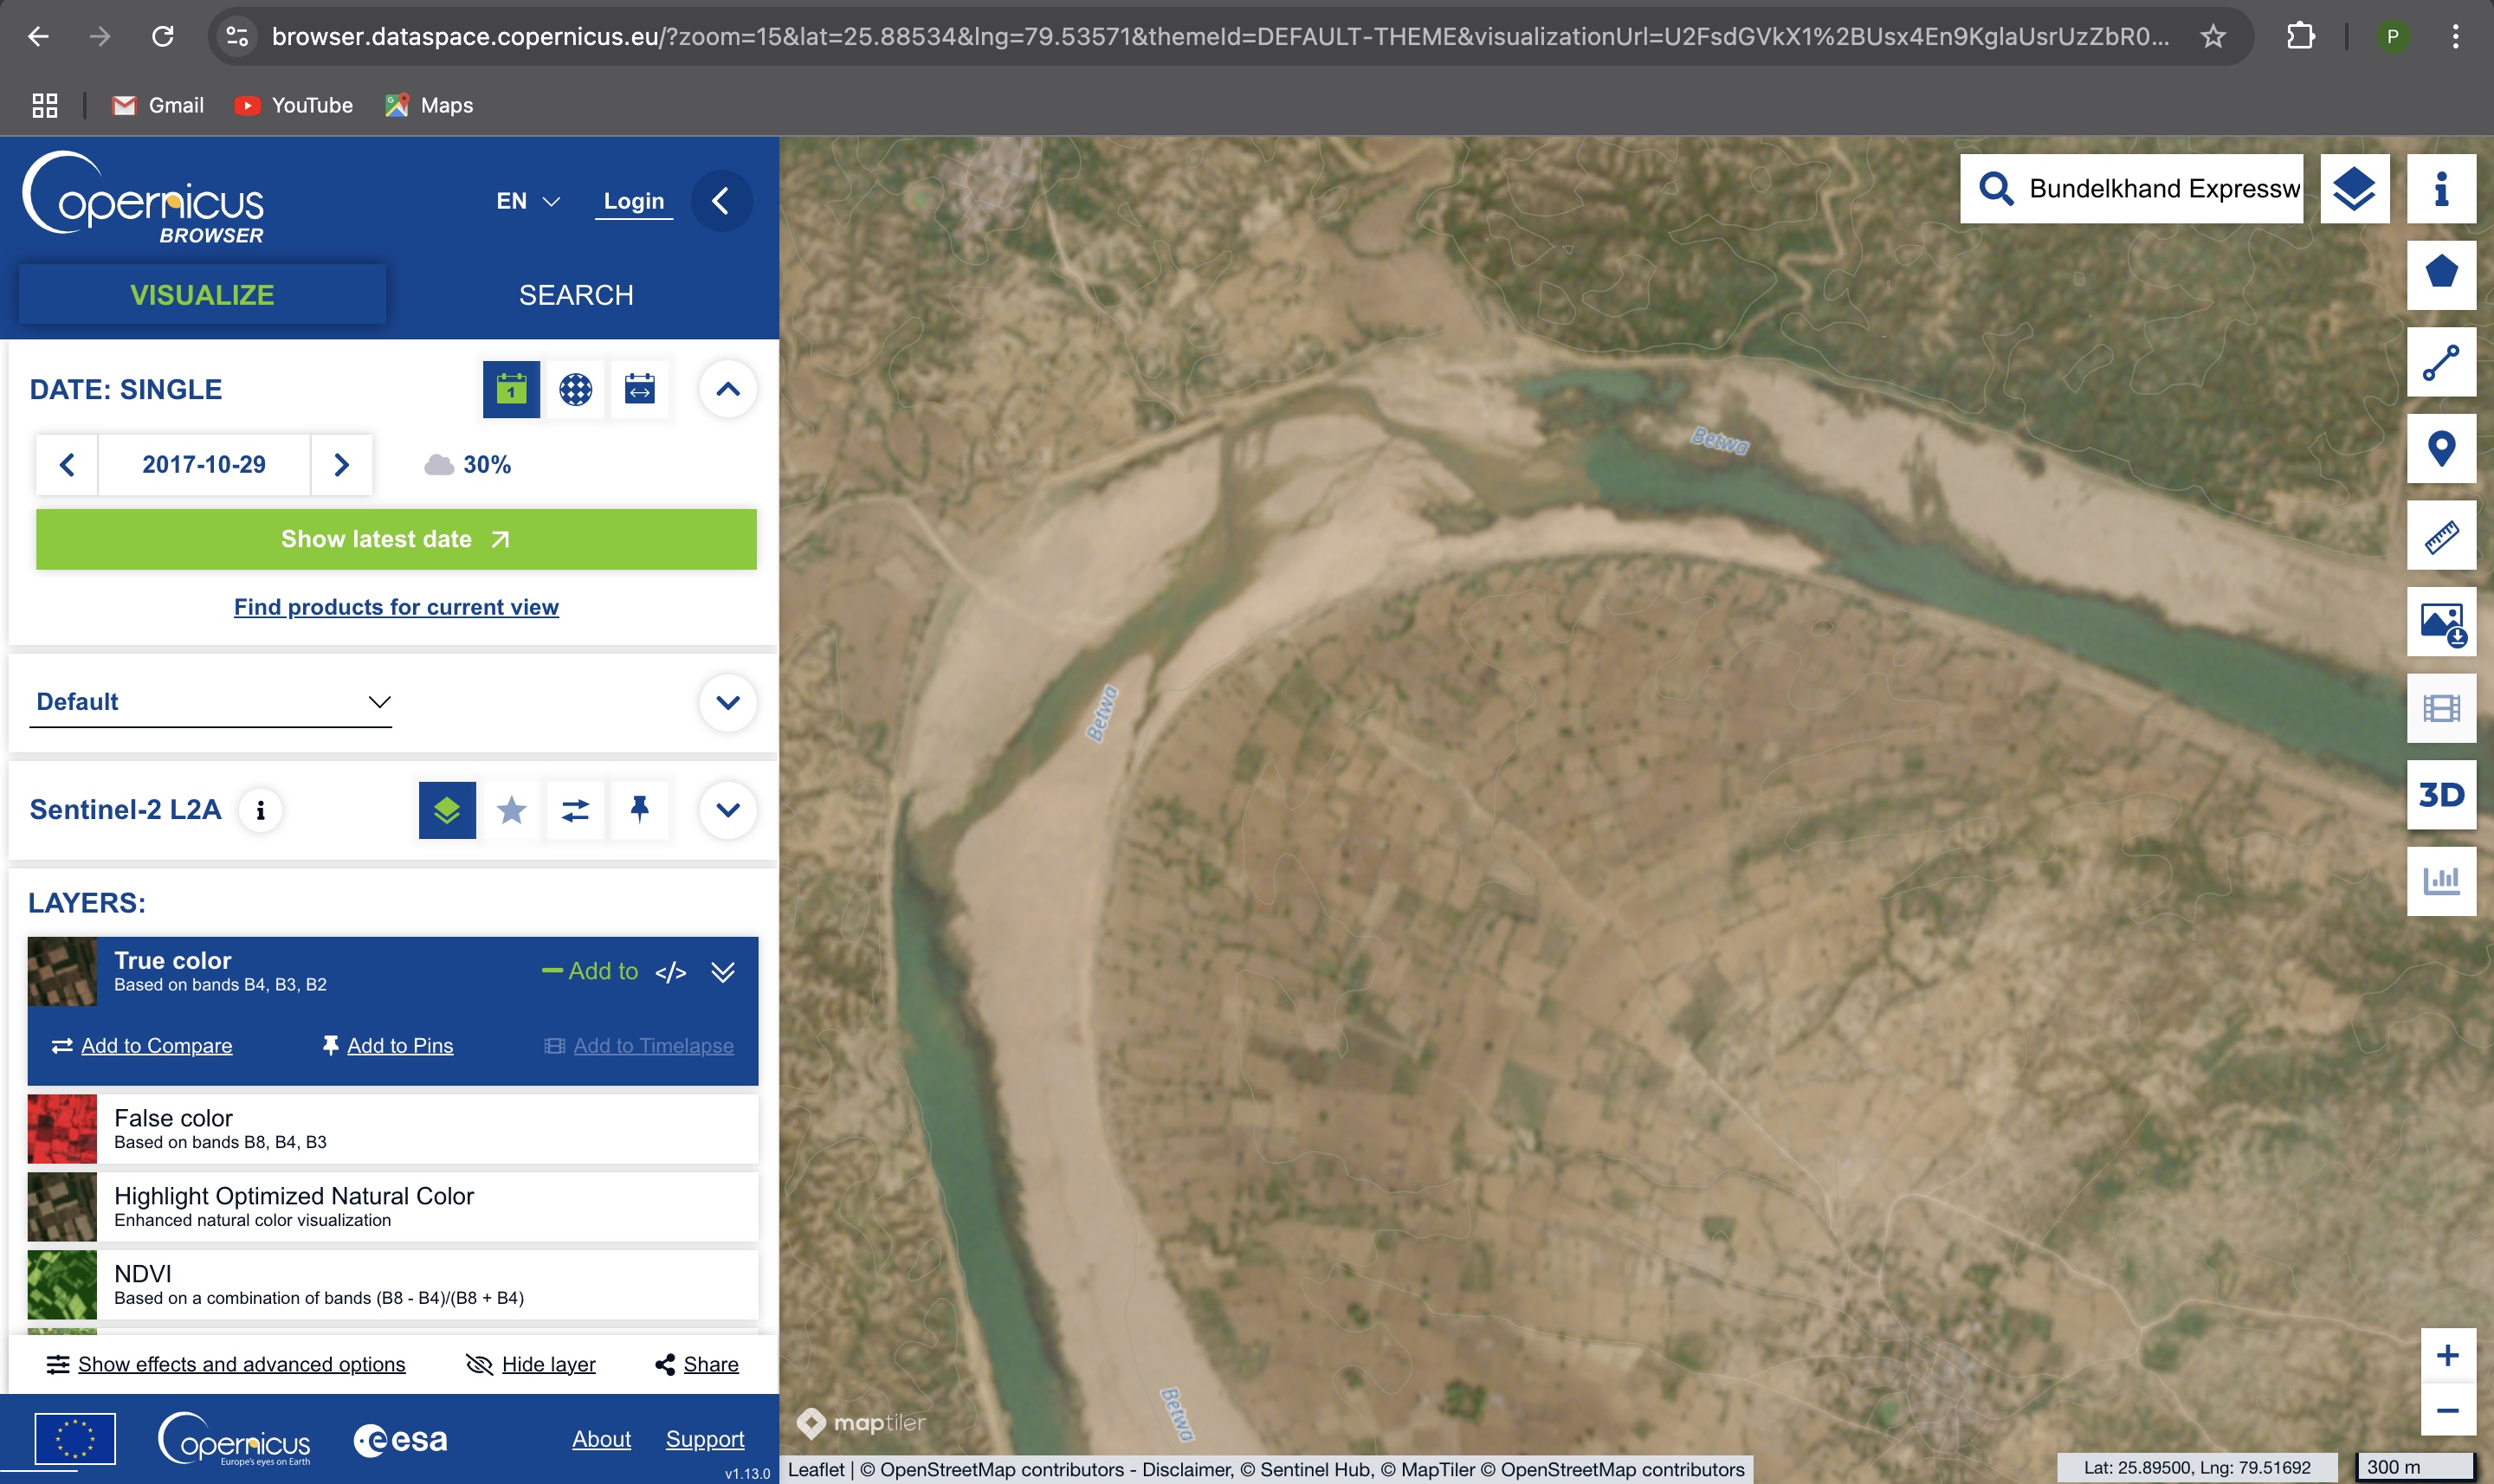 browser.dataspace.copernicus.eu/?zoom=15&lat=25.88534&lng=79.53571&themeId=DEFAULT-THEME&visualizationUrl=U2FsdGVkX1%2BUsx4En9KglaUsrUzZbR0...
P
Gmail
YouTube
Maps
Copernicus
BROWSER
EN
Login
VISUALIZE
SEARCH
DATE: SINGLE
1
2017-10-29
30%
Show latest date
Find products for current view
Default
Sentinel-2 L2A
LAYERS:
True color
Based on bands B4, B3, B2
Add to
</>
Add to Compare
Add to Pins
Add to Timelapse
False color
Based on bands B8, B4, B3
Highlight Optimized Natural Color
Enhanced natural color visualization
NDVI
Based on a combination of bands (B8 - B4)/(B8 + B4)
Show effects and advanced options
Hide layer
Share
Copernicus
Europe's eyes on Earth
esa
About
Support
v1.13.0
Bundelkhand Expressw
Betwa
Betwa
Betwa
3D
+
−
maptiler
Leaflet | © OpenStreetMap contributors - Disclaimer, © Sentinel Hub, © MapTiler © OpenStreetMap contributors
Lat: 25.89500, Lng: 79.51692
300 m